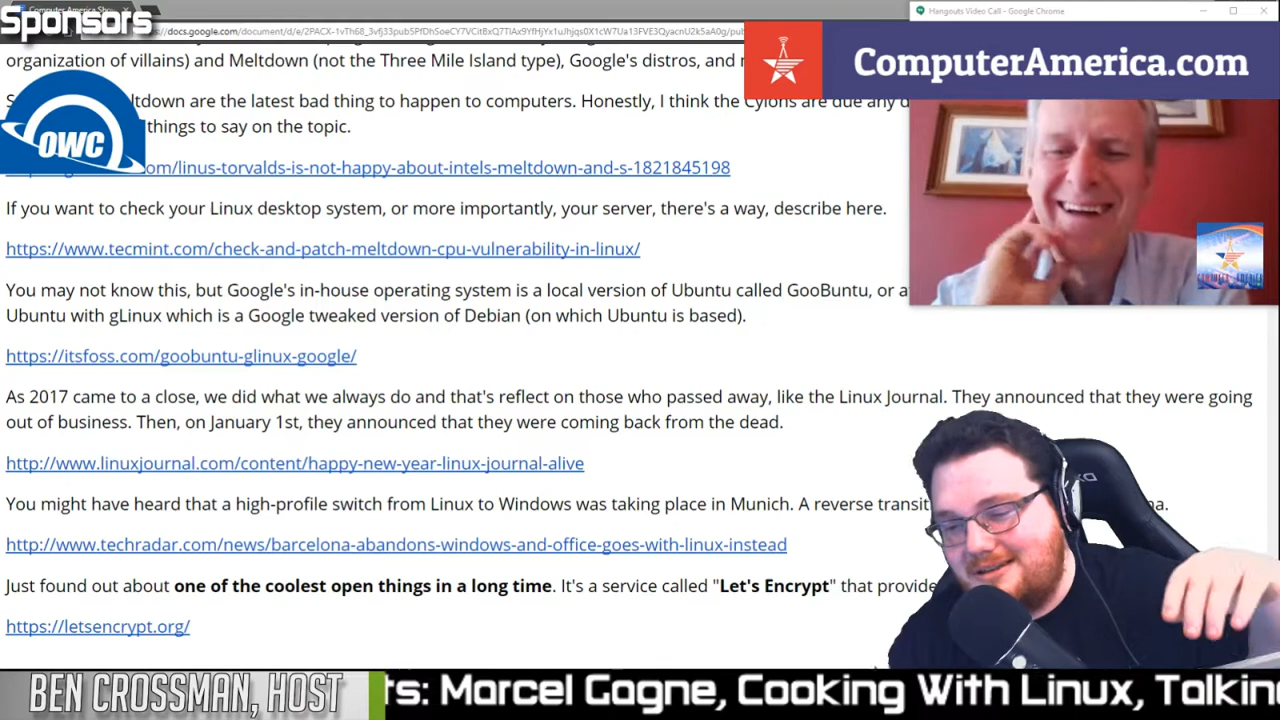 Sponsors
Computer America Sh
Hangouts Video Call - Google Chrome
docs.google.com/document/d/e/2PACX-1vTh68_3vfj33pub5PfDhSoeCY7VCitBxQ7TlAx9YfHjYx1uJhjqs0X1cW7Ua13FVE3QyacnU2k5aA0g/pub
ComputerAmerica.com
organization of villains) and Meltdown (not the Three Mile Island type), Google's distros, and
ltdown are the latest bad thing to happen to computers. Honestly, I think the Cylons are due any
OWC
things to say on the topic.
om/linus-torvalds-is-not-happy-about-intels-meltdown-and-s-1821845198
If you want to check your Linux desktop system, or more importantly, your server, there's a way, describe here.
COMPUTER AMERICA
https://www.tecmint.com/check-and-patch-meltdown-cpu-vulnerability-in-linux/
You may not know this, but Google's in-house operating system is a local version of Ubuntu called GooBuntu, or at
Ubuntu with gLinux which is a Google tweaked version of Debian (on which Ubuntu is based).
https://itsfoss.com/goobuntu-glinux-google/
As 2017 came to a close, we did what we always do and that's reflect on those who passed away, like the Linux Journal. They announced that they were going
out of business. Then, on January 1st, they announced that they were coming back from the dead.
http://www.linuxjournal.com/content/happy-new-year-linux-journal-alive
You might have heard that a high-profile switch from Linux to Windows was taking place in Munich. A reverse transit
http://www.techradar.com/news/barcelona-abandons-windows-and-office-goes-with-linux-instead
Just found out about one of the coolest open things in a long time. It's a service called "Let's Encrypt" that provide
https://letsencrypt.org/
BEN CROSSMAN, HOST
ts: Marcel Gagne, Cooking With Linux, Talking